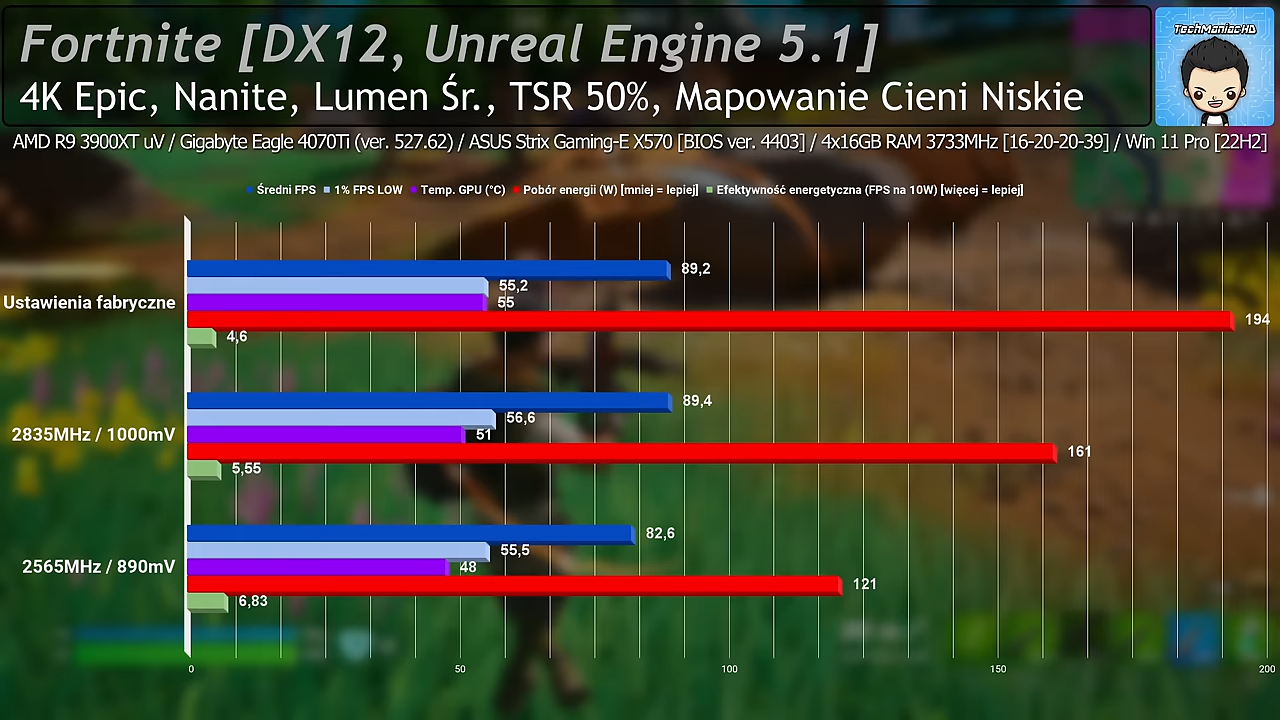 Fortnite [DX12, Unreal Engine 5.1]
TechManiacHD
4K Epic, Nanite, Lumen Śr., TSR 50%, Mapowanie Cieni Niskie
AMD R9 3900XT uV / Gigabyte Eagle 4070Ti (ver. 527.62) / ASUS Strix Gaming-E X570 [BIOS ver. 4403] / 4x16GB RAM 3733MHz [16-20-20-39] / Win 11 Pro [22H2]
Średni FPS 1% FPS LOW Temp. GPU (°C) Pobór energii (W) [mniej = lepiej] Efektywność energetyczna (FPS na 10W) [więcej = lepiej]
89,2
55,2
Ustawienia fabryczne 55
194
4,6
89,4
56,6
2835MHz / 1000mV 51
161
5,55
82,6
55,5
2565MHz / 890mV 48
121
6,83
0 50 100 150 200